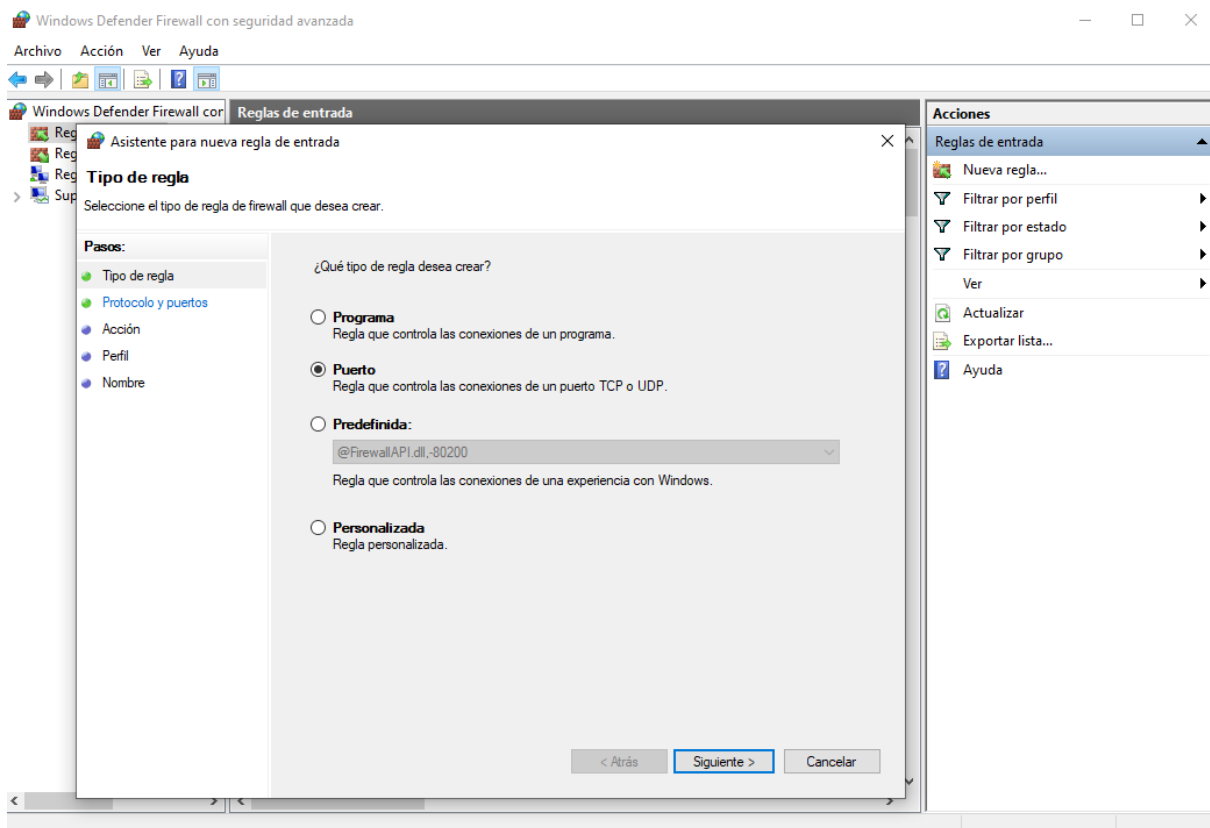 Windows Defender Firewall con seguridad avanzada
Archivo Acción Ver Ayuda
Windows Defender Firewall cor
Reglas de entrada
Reg
Reg
Reg
Sup
Asistente para nueva regla de entrada
Tipo de regla
Seleccione el tipo de regla de firewall que desea crear.
Pasos:
Tipo de regla
Protocolo y puertos
Acción
Perfil
Nombre
¿Qué tipo de regla desea crear?
Programa
Regla que controla las conexiones de un programa.
Puerto
Regla que controla las conexiones de un puerto TCP o UDP.
Predefinida:
@FirewallAPI.dll,-80200
Regla que controla las conexiones de una experiencia con Windows.
Personalizada
Regla personalizada.
< Atrás
Siguiente >
Cancelar
Acciones
Reglas de entrada
Nueva regla...
Filtrar por perfil
Filtrar por estado
Filtrar por grupo
Ver
Actualizar
Exportar lista...
Ayuda